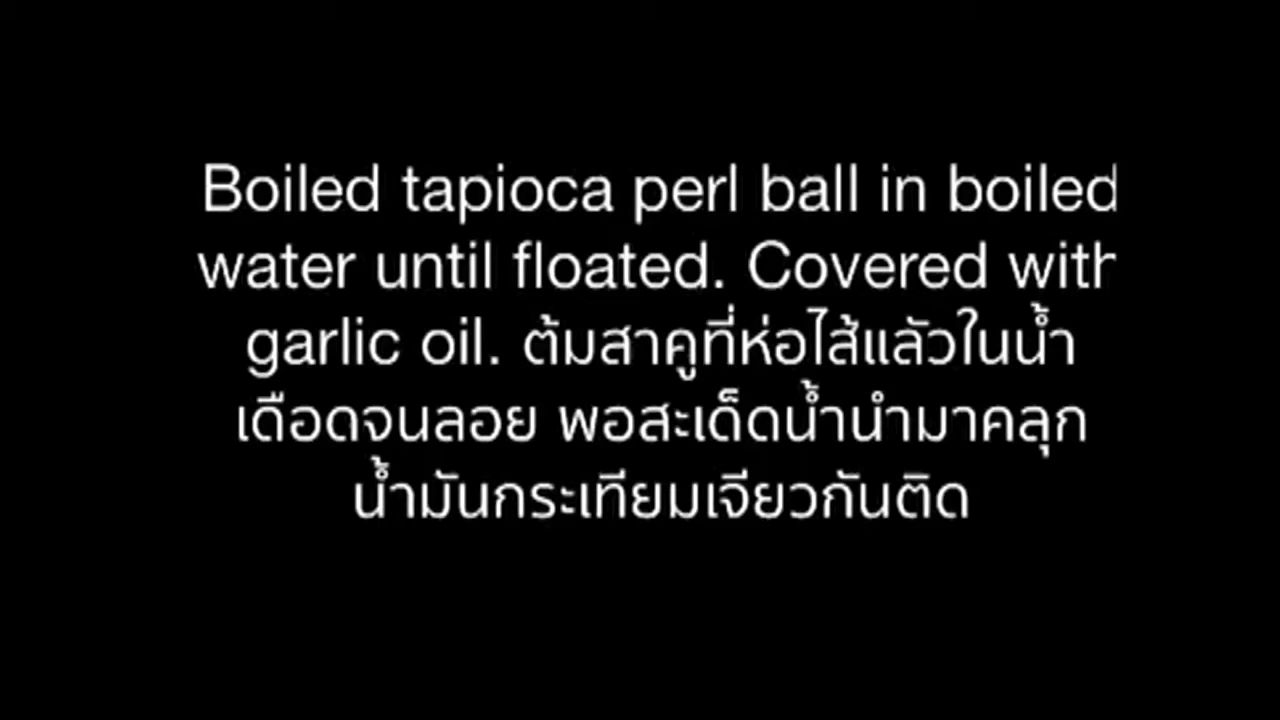 Boiled tapioca perl ball in boiled
water until floated. Covered with
garlic oil. ต้มสาคูที่ห่อไส้แล้วในน้ำ
เดือดจนลอย พอสะเด็ดน้ำนำมาคลุก
น้ำมันกระเทียมเจียวกันติด